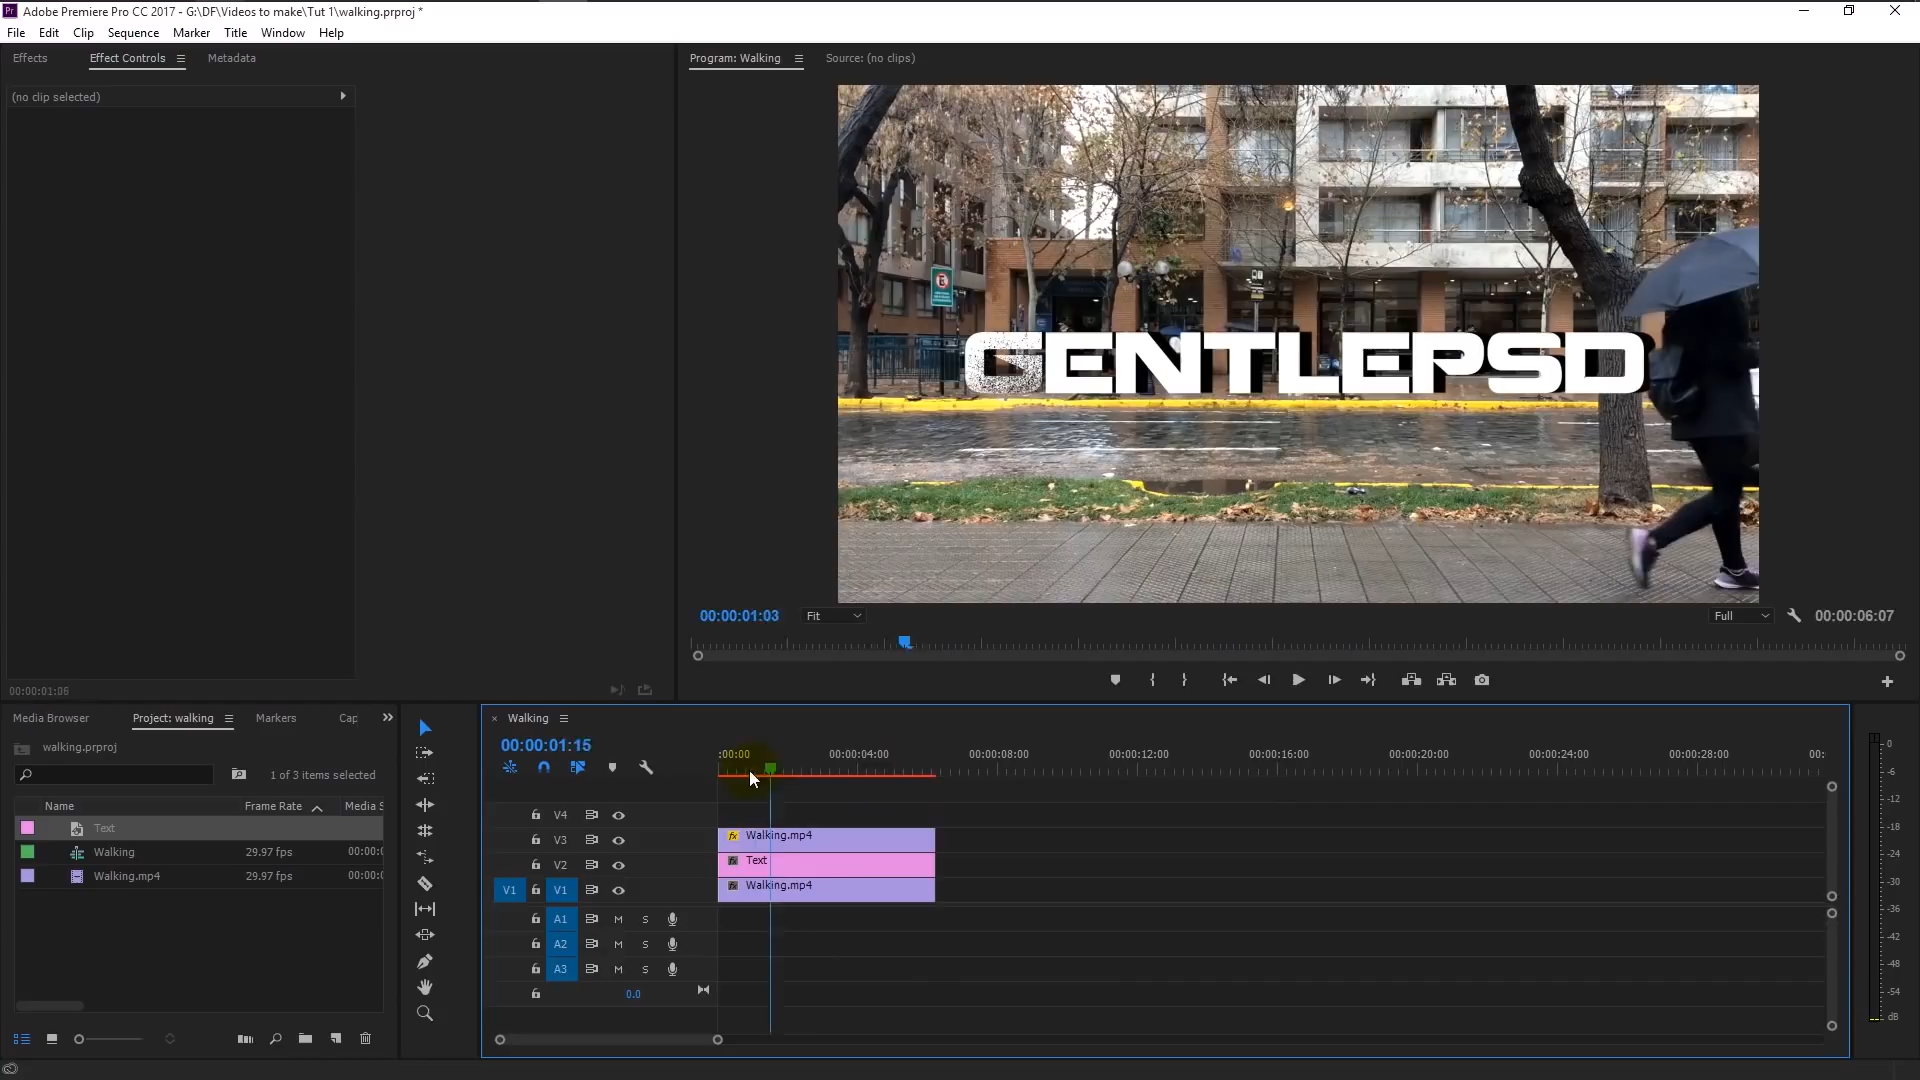 Adobe Premiere Pro CC 2017 - G:\DF\Videos to make\Tut 1\walking.prproj *
File Edit Clip Sequence Marker Title Window Help
Effects Effect Controls Metadata
Program: Walking Source: (no clips)
(no clip selected)
GENTLEPSD
00:00:01:03 Fit Full 00:00:06:07
00:00:01:06
Media Browser Project: walking Markers Cap
Walking
walking.prproj
00:00:01:15
1 of 3 items selected
:00:00 00:00:04:00 00:00:08:00 00:00:12:00 00:00:16:00 00:00:20:00 00:00:24:00 00:00:28:00 00:
Name Frame Rate Media S
Text
Walking 29.97 fps 00:00:0
Walking.mp4 29.97 fps 00:00:0
V4
V3 fx Walking.mp4
V2 fx Text
V1 V1 fx Walking.mp4
A1 M S
A2 M S
A3 M S
0.0
0
-6
-12
-18
-24
-30
-36
-42
-48
-54
dB